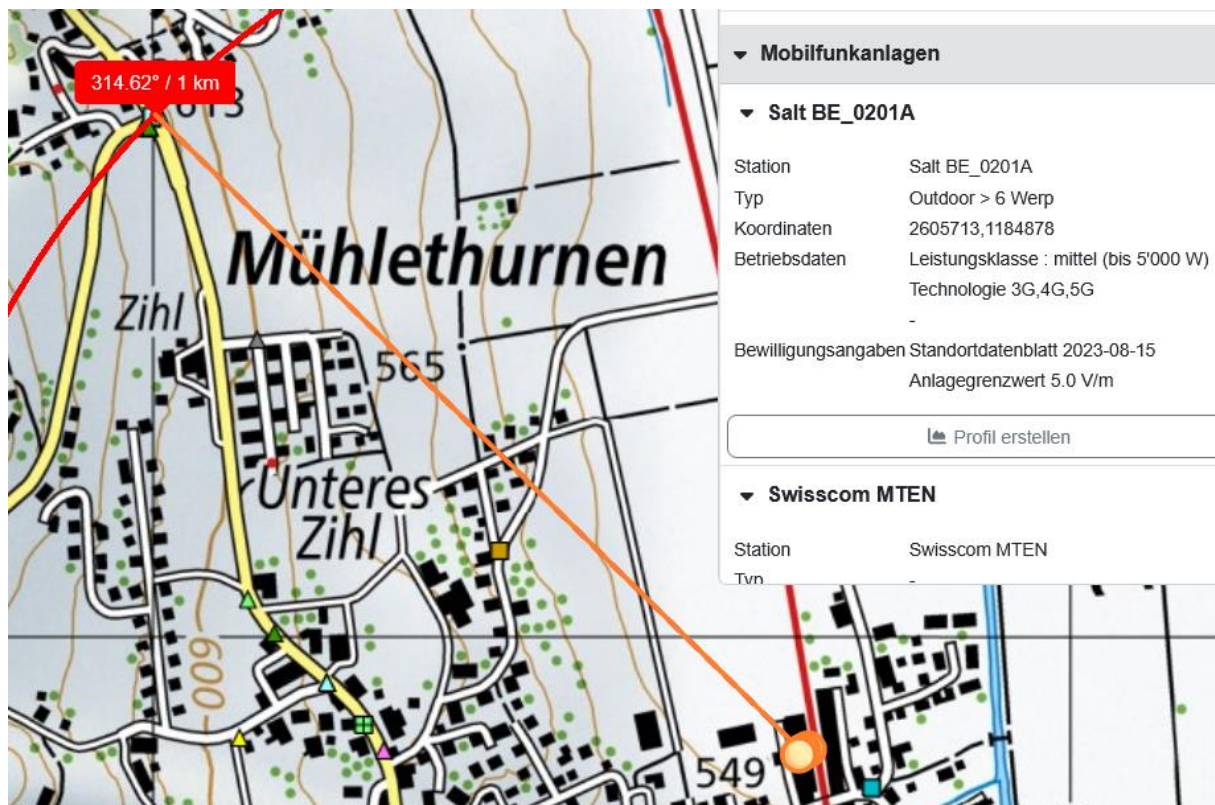 314.62° / 1 km
613
Mühlethurnen
Zihl
565
Unteres
Zihl
600
549
Mobilfunkanlagen
Salt BE_0201A
Station Salt BE_0201A
Typ Outdoor > 6 Werp
Koordinaten 2605713,1184878
Betriebsdaten Leistungsklasse : mittel (bis 5'000 W)
Technologie 3G,4G,5G
-
Bewilligungsangaben Standortdatenblatt 2023-08-15
Anlagegrenzwert 5.0 V/m
Profil erstellen
Swisscom MTEN
Station Swisscom MTEN
Typ -